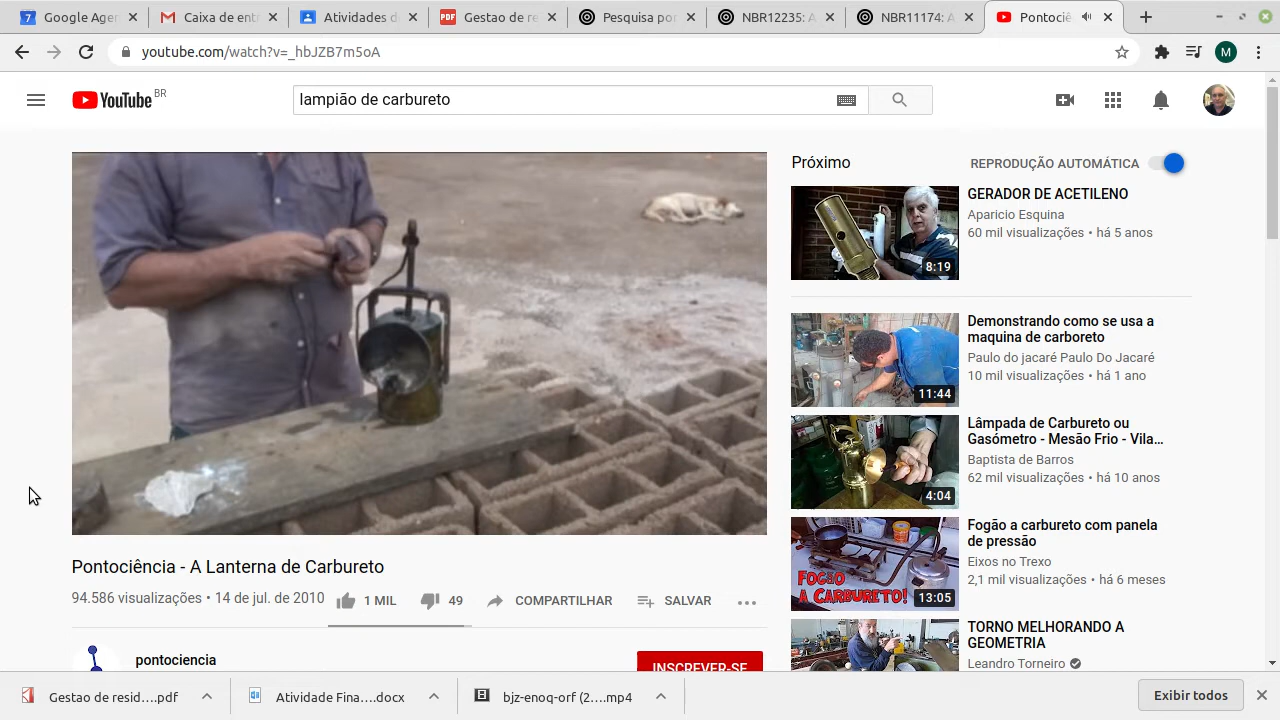 Google Agen
Caixa de entr
Atividades d
PDF Gestao de re
Pesquisa por
NBR12235: A
NBR11174: A
Pontociê
youtube.com/watch?v=_hbJZB7m5oA
M
YouTube BR
lampião de carbureto
Próximo
REPRODUÇÃO AUTOMÁTICA
GERADOR DE ACETILENO
Aparicio Esquina
60 mil visualizações • há 5 anos
8:19
Demonstrando como se usa a
maquina de carboreto
Paulo do jacaré Paulo Do Jacaré
10 mil visualizações • há 1 ano
11:44
Lâmpada de Carbureto ou
Gasómetro - Mesão Frio - Vila...
Baptista de Barros
62 mil visualizações • há 10 anos
4:04
Fogão a carbureto com panela
de pressão
Eixos no Trexo
2,1 mil visualizações • há 6 meses
FOGãO
A CARBURETO!
13:05
TORNO MELHORANDO A
GEOMETRIA
Leandro Torneiro
Pontociência - A Lanterna de Carbureto
94.586 visualizações • 14 de jul. de 2010
1 MIL
49
COMPARTILHAR
SALVAR
pontociencia
INSCREVER-SE
Gestao de resid....pdf
Atividade Fina....docx
bjz-enoq-orf (2....mp4
Exibir todos